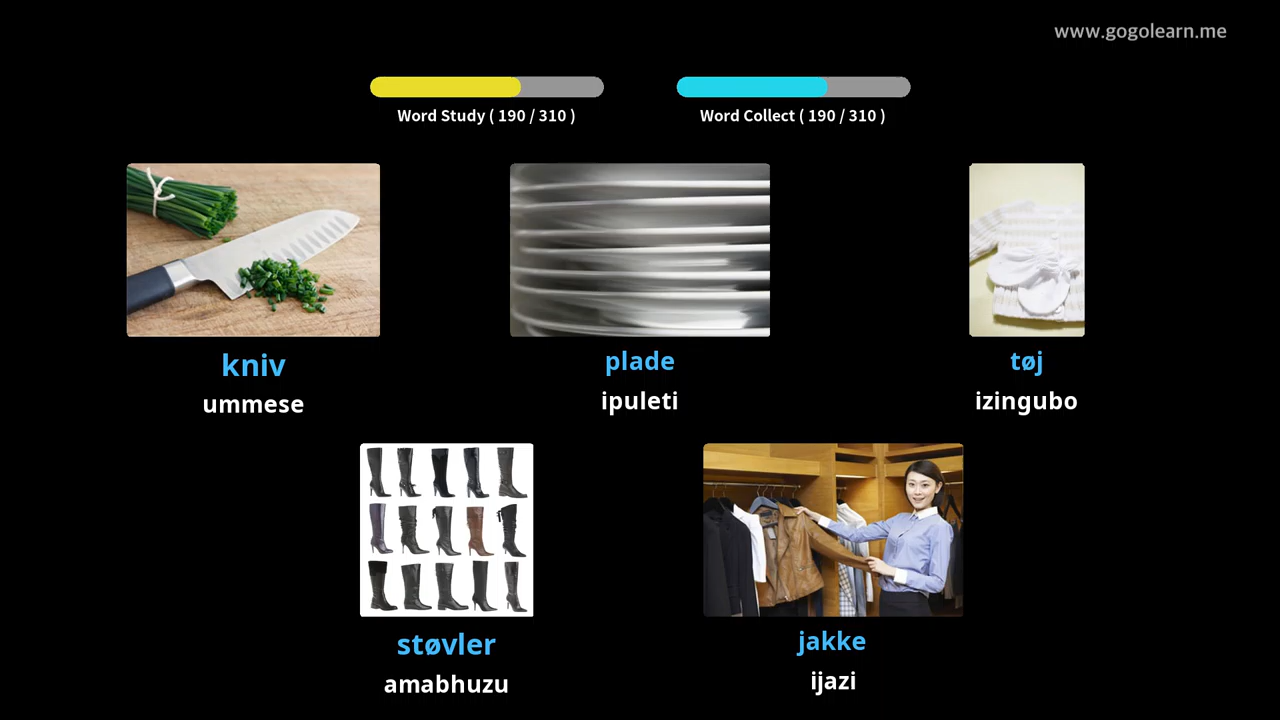 www.gogolearn.me
Word Study ( 190 / 310 )
Word Collect ( 190 / 310 )
kniv
ummese
plade
ipuleti
tøj
izingubo
støvler
amabhuzu
jakke
ijazi